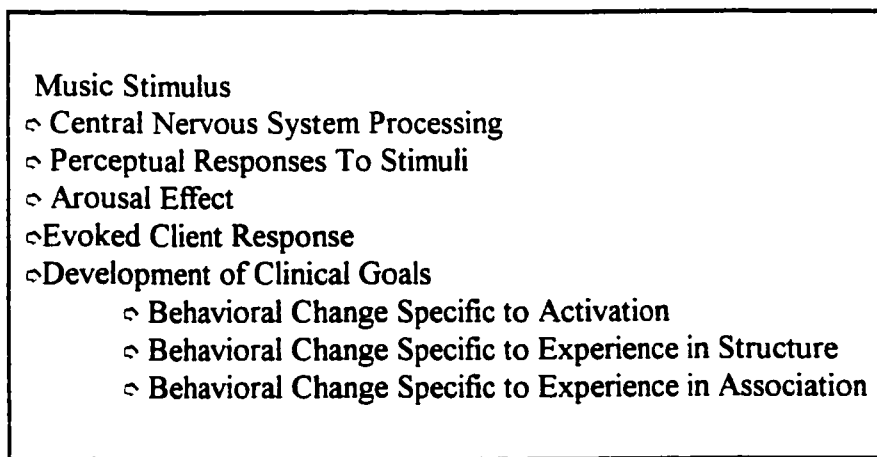 Music Stimulus
➪ Central Nervous System Processing
➪ Perceptual Responses To Stimuli
➪ Arousal Effect
➪Evoked Client Response
➪Development of Clinical Goals
➪ Behavioral Change Specific to Activation
➪ Behavioral Change Specific to Experience in Structure
➪ Behavioral Change Specific to Experience in Association